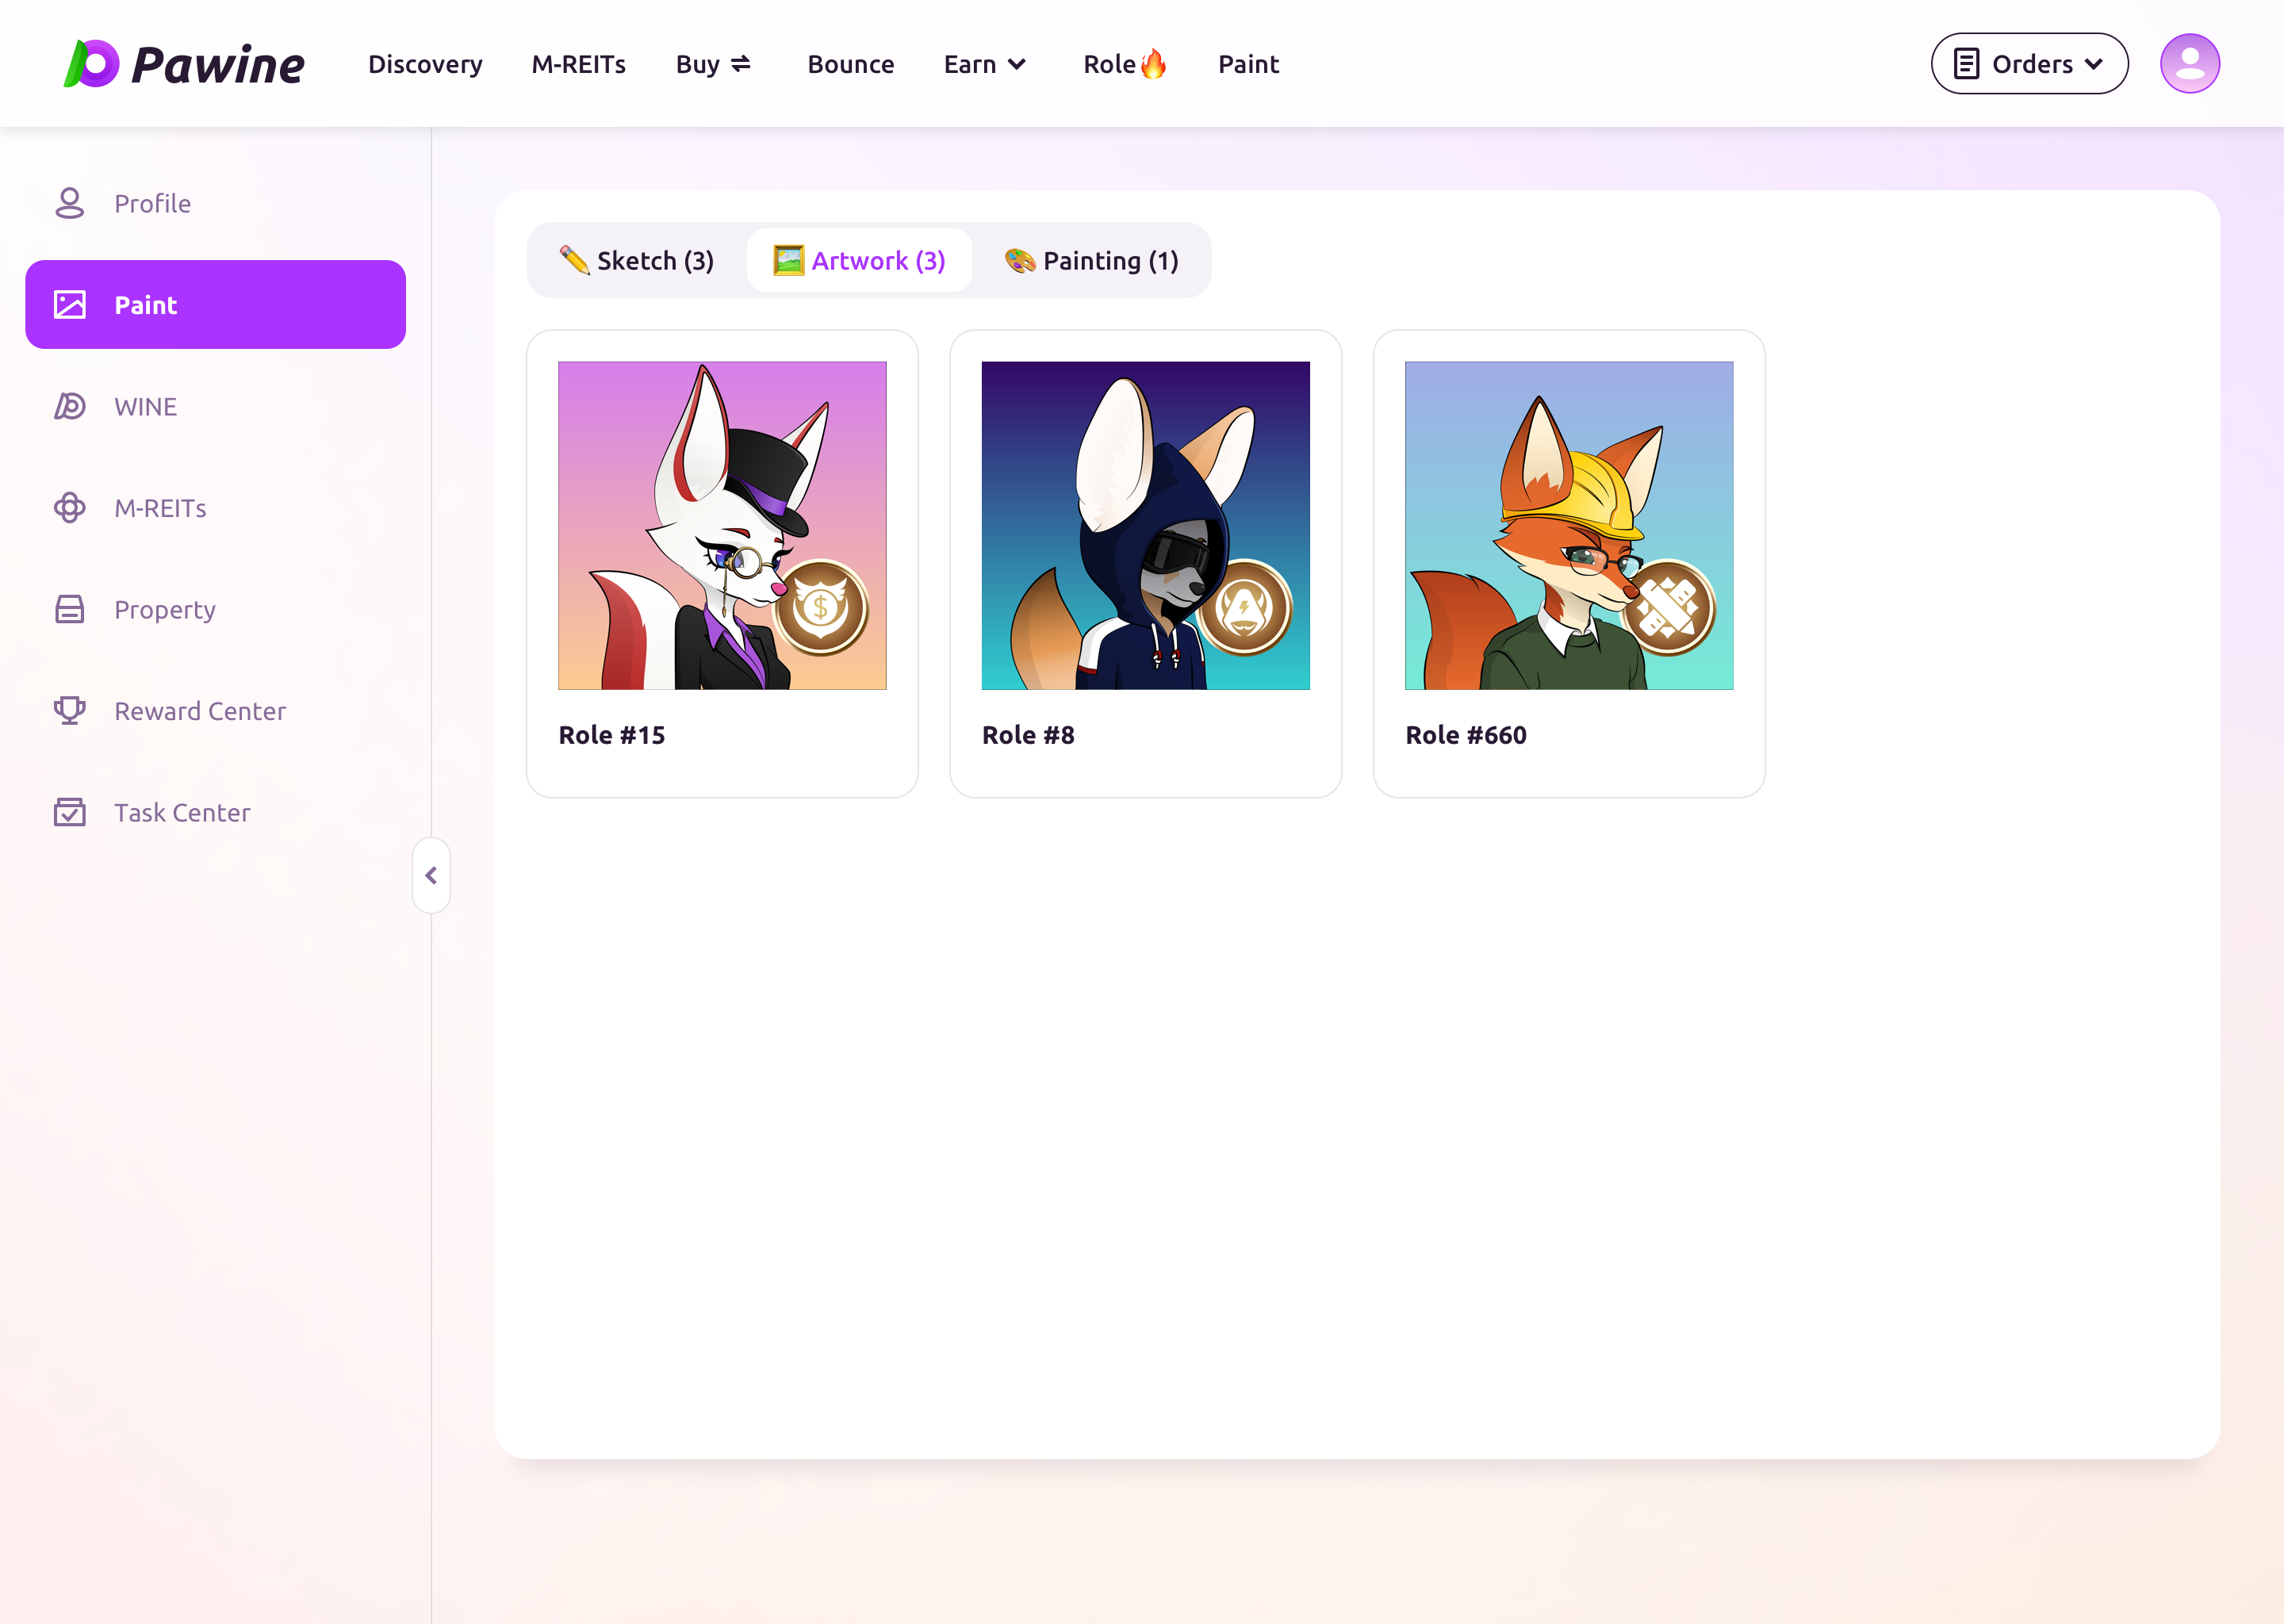 Pawine
Discovery
M-REITs
Buy
Bounce
Earn
Role🔥
Paint
Orders
Profile
Paint
WINE
M-REITs
Property
Reward Center
Task Center
✏️ Sketch (3)
🖼️ Artwork (3)
🎨 Painting (1)
$
Role #15
Role #8
Role #660